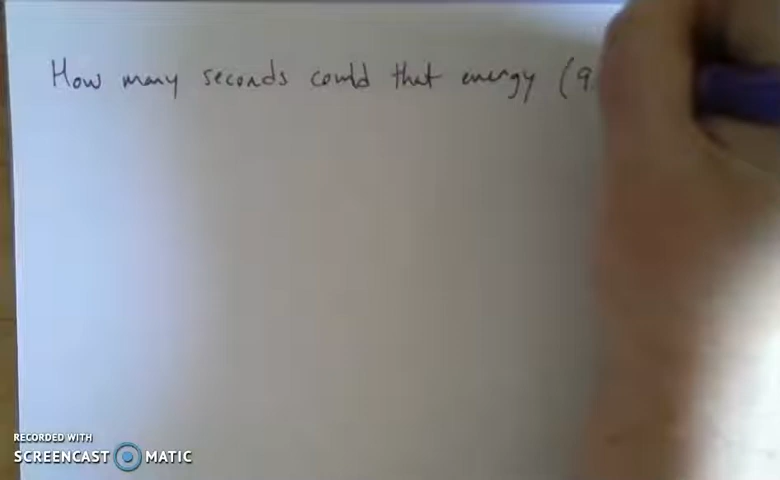 How many seconds could that energy (9
RECORDED WITH
SCREENCAST MATIC